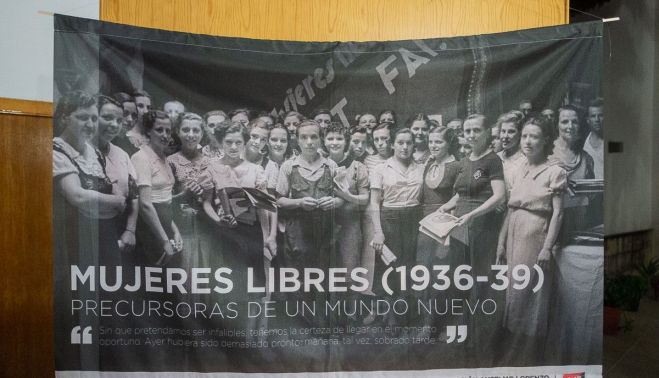 mujeres
FAI
MUJERES LIBRES (1936-39)
PRECURSORAS DE UN MUNDO NUEVO
“ Sin que pretendamos ser infalibles, tenemos la certeza de llegar en el momento
oportuno. Ayer hubiera sido demasiado pronto; mañana, tal vez, sobrado tarde. ”